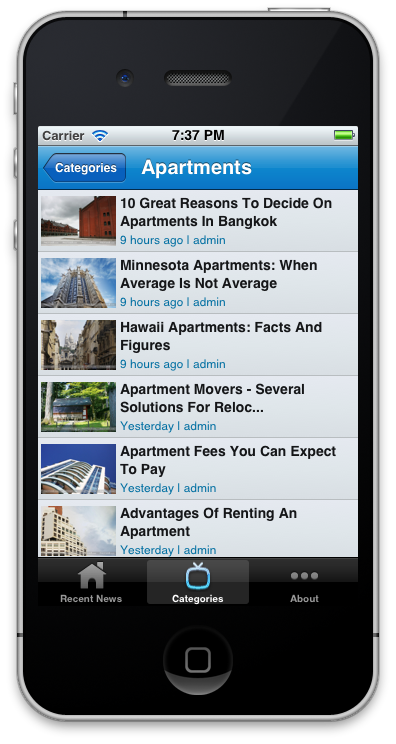 Carrier 7:37 PM
Categories Apartments
10 Great Reasons To Decide On
Apartments In Bangkok
9 hours ago | admin
Minnesota Apartments: When
Average Is Not Average
9 hours ago | admin
Hawaii Apartments: Facts And
Figures
9 hours ago | admin
Apartment Movers - Several
Solutions For Reloc...
Yesterday | admin
Apartment Fees You Can Expect
To Pay
Yesterday | admin
Advantages Of Renting An
Apartment
Yesterday | admin
Recent News Categories About